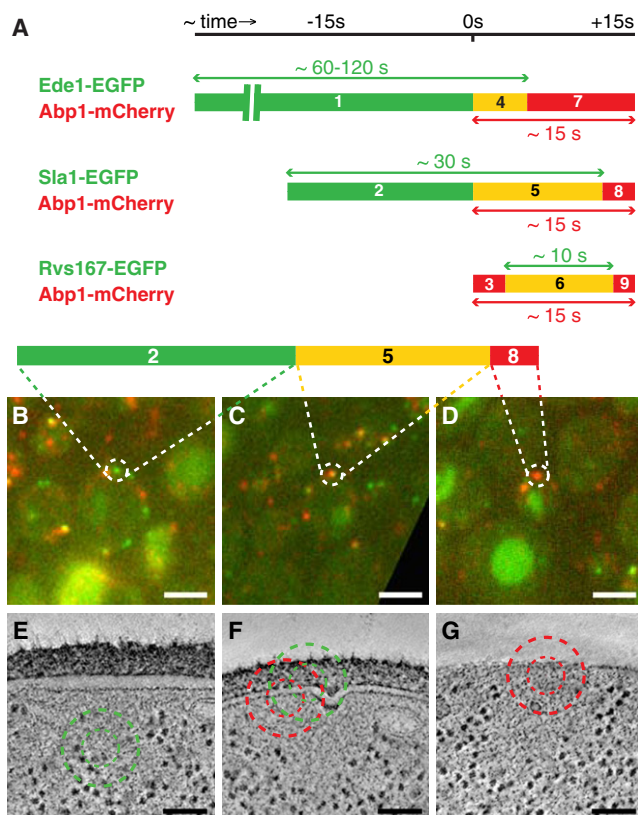 A
~ time→ -15s 0s +15s
~ 60-120 s
Ede1-EGFP
Abp1-mCherry
1 4 7
~ 15 s
~ 30 s
Sla1-EGFP
Abp1-mCherry
2 5 8
~ 15 s
~ 10 s
Rvs167-EGFP
Abp1-mCherry
3 6 9
~ 15 s
2 5 8
B C D
E F G